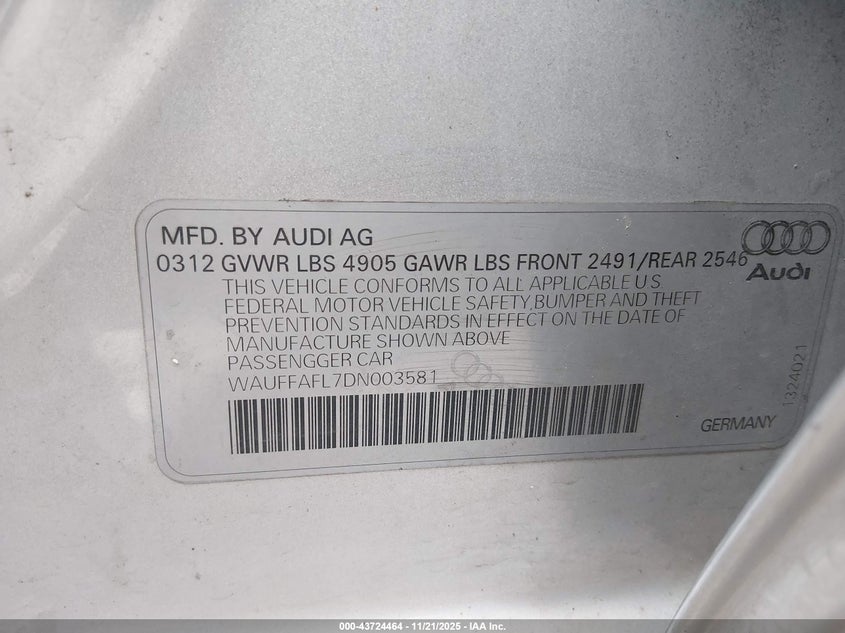 MFD. BY AUDI AG
0312 GVWR LBS 4905 GAWR LBS FRONT 2491/REAR 2546
Audi
THIS VEHICLE CONFORMS TO ALL APPLICABLE U S
FEDERAL MOTOR VEHICLE SAFETY, BUMPER AND THEFT
PREVENTION STANDARDS IN EFFECT ON THE DATE OF
MANUFACTURE SHOWN ABOVE
PASSENGGER CAR
WAUFFAFL7DN003581
1324021
GERMANY
000-43724464 - 11/21/2025 - IAA Inc.